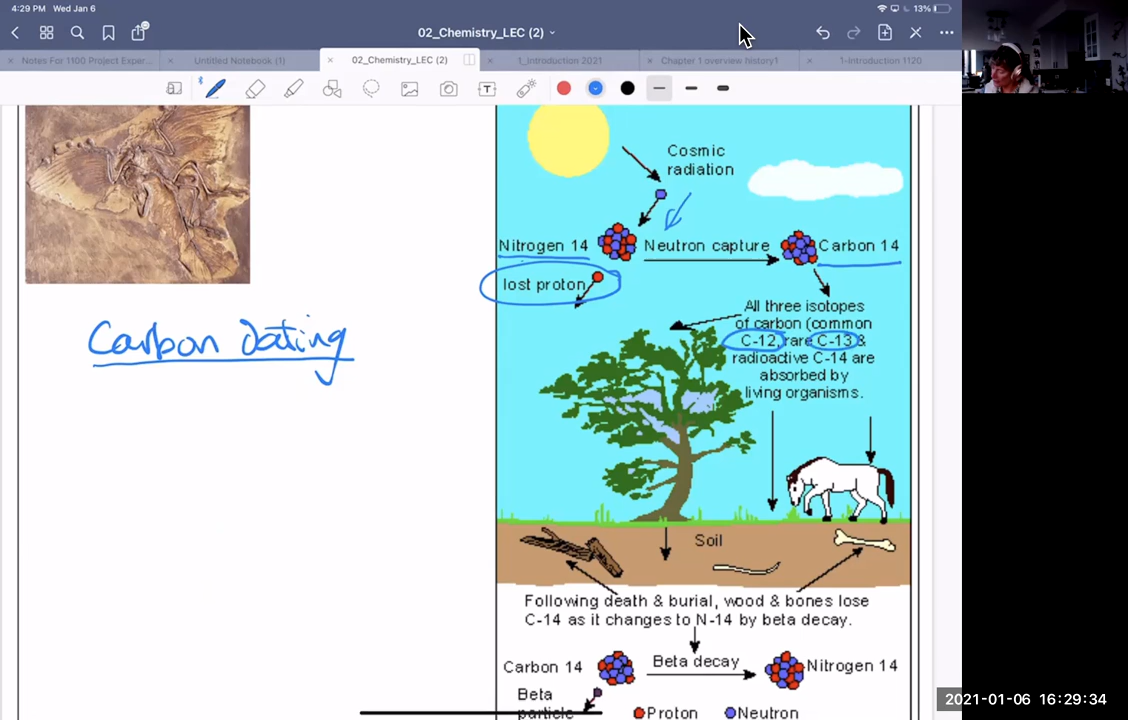 4:29 PM Wed Jan 6
13%
02_Chemistry_LEC (2)
Notes For 1100 Project Exper...
Untitled Notebook (1)
02_Chemistry_LEC (2)
1_Introduction 2021
Chapter 1 overview history1
1-Introduction 1120
Cosmic
radiation
Nitrogen 14
Neutron capture
Carbon 14
lost proton
All three isotopes
of carbon (common
C-12, rare C-13 &
radioactive C-14 are
absorbed by
living organisms.
Carbon Dating
Soil
Following death & burial, wood & bones lose
C-14 as it changes to N-14 by beta decay.
Carbon 14
Beta decay
Nitrogen 14
Beta
particle
Proton
Neutron
2021-01-06 16:29:34